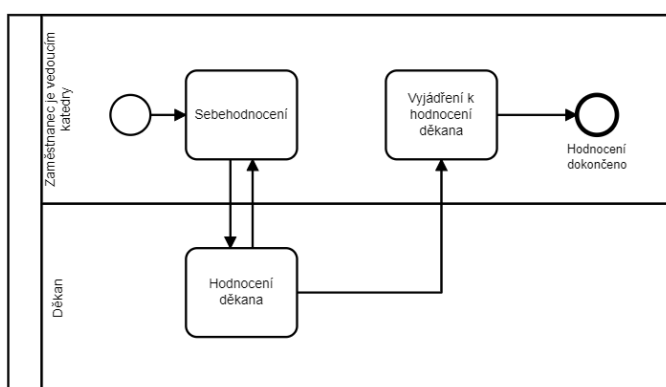 Zaměstnanec je vedoucím
katedry
Sebehodnocení
Vyjádření k
hodnocení
děkana
Hodnocení
dokončeno
Děkan
Hodnocení
děkana